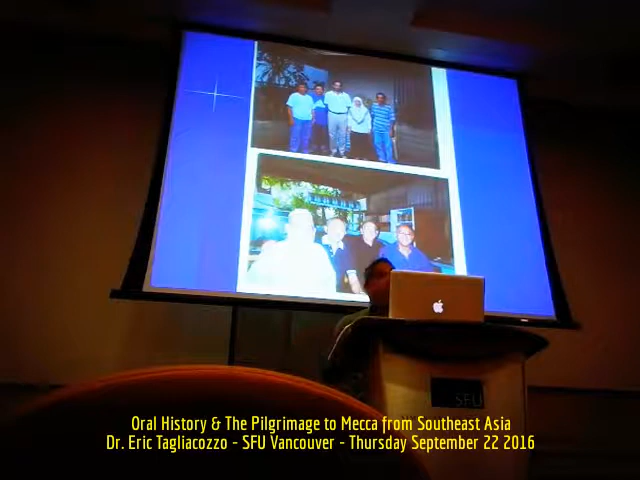 SFU
Oral History & The Pilgrimage to Mecca from Southeast Asia
Dr. Eric Tagliacozzo - SFU Vancouver - Thursday September 22 2016